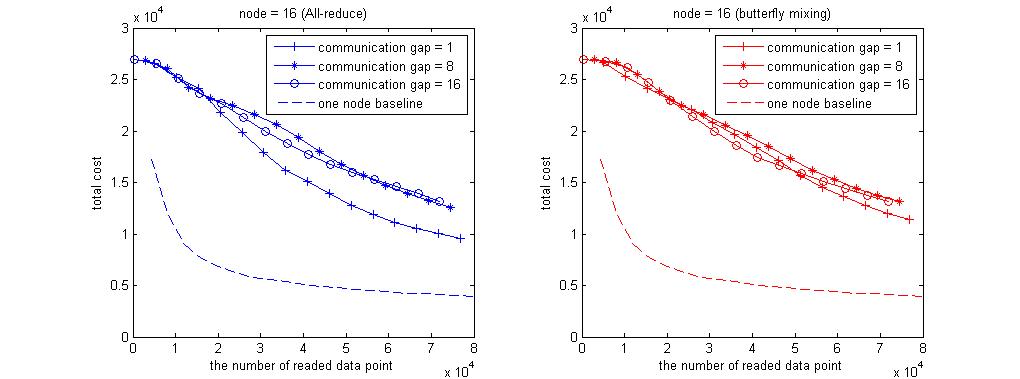 x 10^4
node = 16 (All-reduce)
3
2.5
2
1.5
1
0.5
0
total cost
communication gap = 1
communication gap = 8
communication gap = 16
one node baseline
0 1 2 3 4 5 6 7 8
the number of readed data point
x 10^4
x 10^4
node = 16 (butterfly mixing)
3
2.5
2
1.5
1
0.5
0
total cost
communication gap = 1
communication gap = 8
communication gap = 16
one node baseline
0 1 2 3 4 5 6 7 8
the number of readed data point
x 10^4